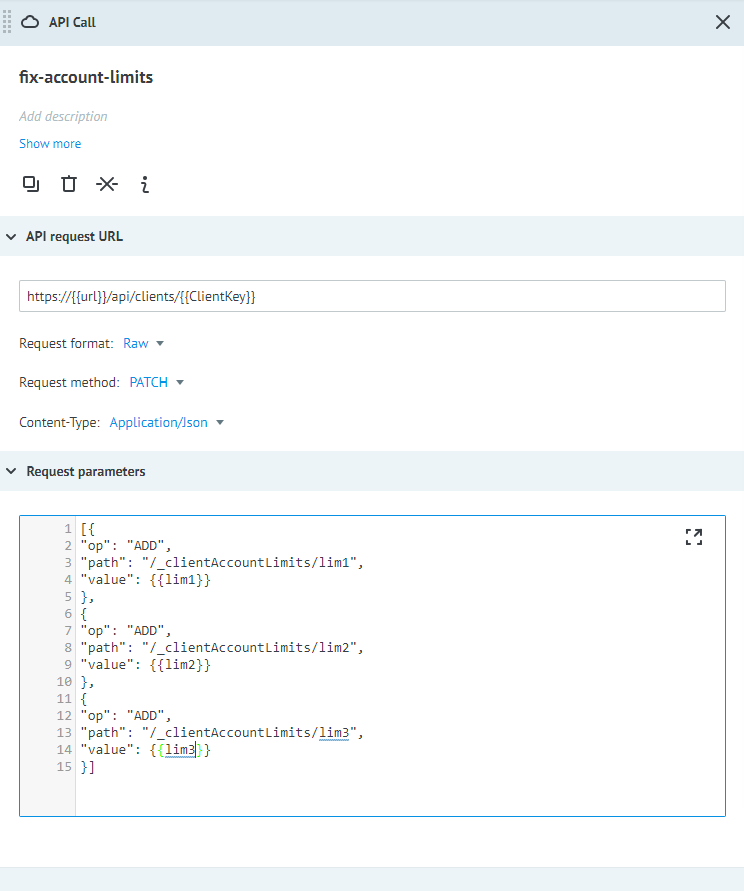 API Call
fix-account-limits
Add description
Show more
API request URL
https://{{url}}/api/clients/{{ClientKey}}
Request format: Raw
Request method: PATCH
Content-Type: Application/Json
Request parameters
1 [{
2 "op": "ADD",
3 "path": "/_clientAccountLimits/lim1",
4 "value": {{lim1}}
5 },
6 {
7 "op": "ADD",
8 "path": "/_clientAccountLimits/lim2",
9 "value": {{lim2}}
10 },
11 {
12 "op": "ADD",
13 "path": "/_clientAccountLimits/lim3",
14 "value": {{lim3}}
15 }]